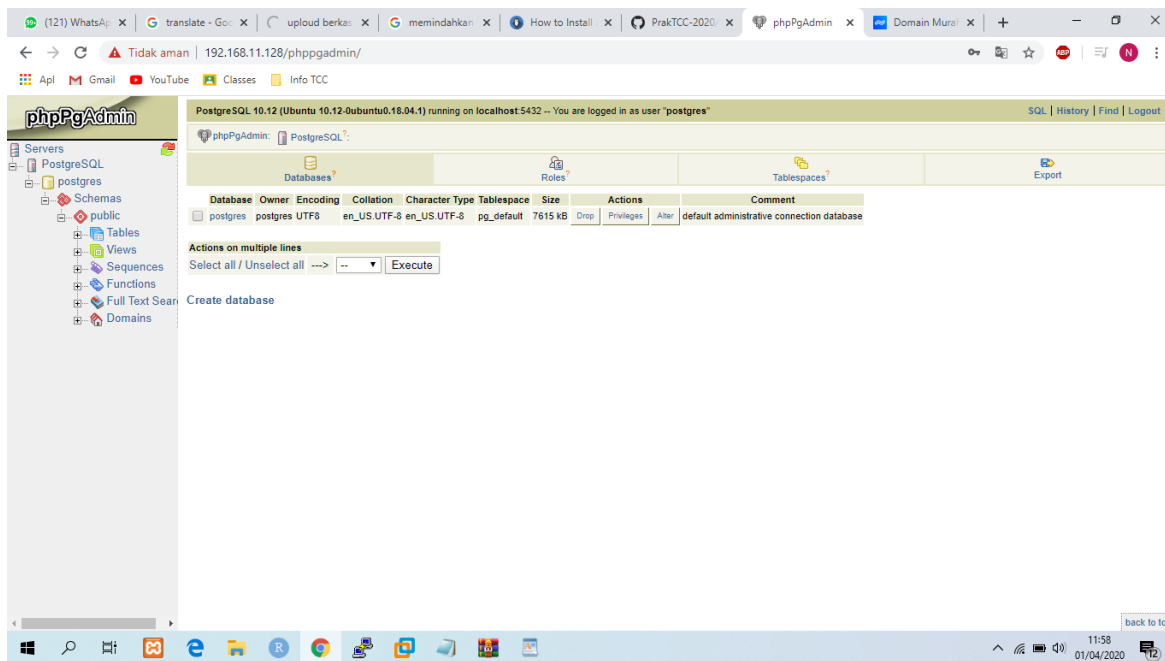 (121) WhatsAp
translate - Goo
uploud berkas
memindahkan
How to Install
PrakTCC-2020/
phpPgAdmin
Domain Murah
Tidak aman | 192.168.11.128/phppgadmin/
ABP
N
Apl Gmail YouTube Classes Info TCC
phpPgAdmin
PostgreSQL 10.12 (Ubuntu 10.12-0ubuntu0.18.04.1) running on localhost:5432 -- You are logged in as user "postgres"
SQL | History | Find | Logout
phpPgAdmin: PostgreSQL?:
Servers
PostgreSQL
postgres
Schemas
public
Tables
Views
Sequences
Functions
Full Text Sear
Domains
Databases? Roles? Tablespaces? Export
Database Owner Encoding Collation Character Type Tablespace Size Actions Comment
postgres postgres UTF8 en_US.UTF-8 en_US.UTF-8 pg_default 7615 kB Drop Privileges Alter default administrative connection database
Actions on multiple lines
Select all / Unselect all ---> -- Execute
Create database
back to to
R
11:58
01/04/2020
12